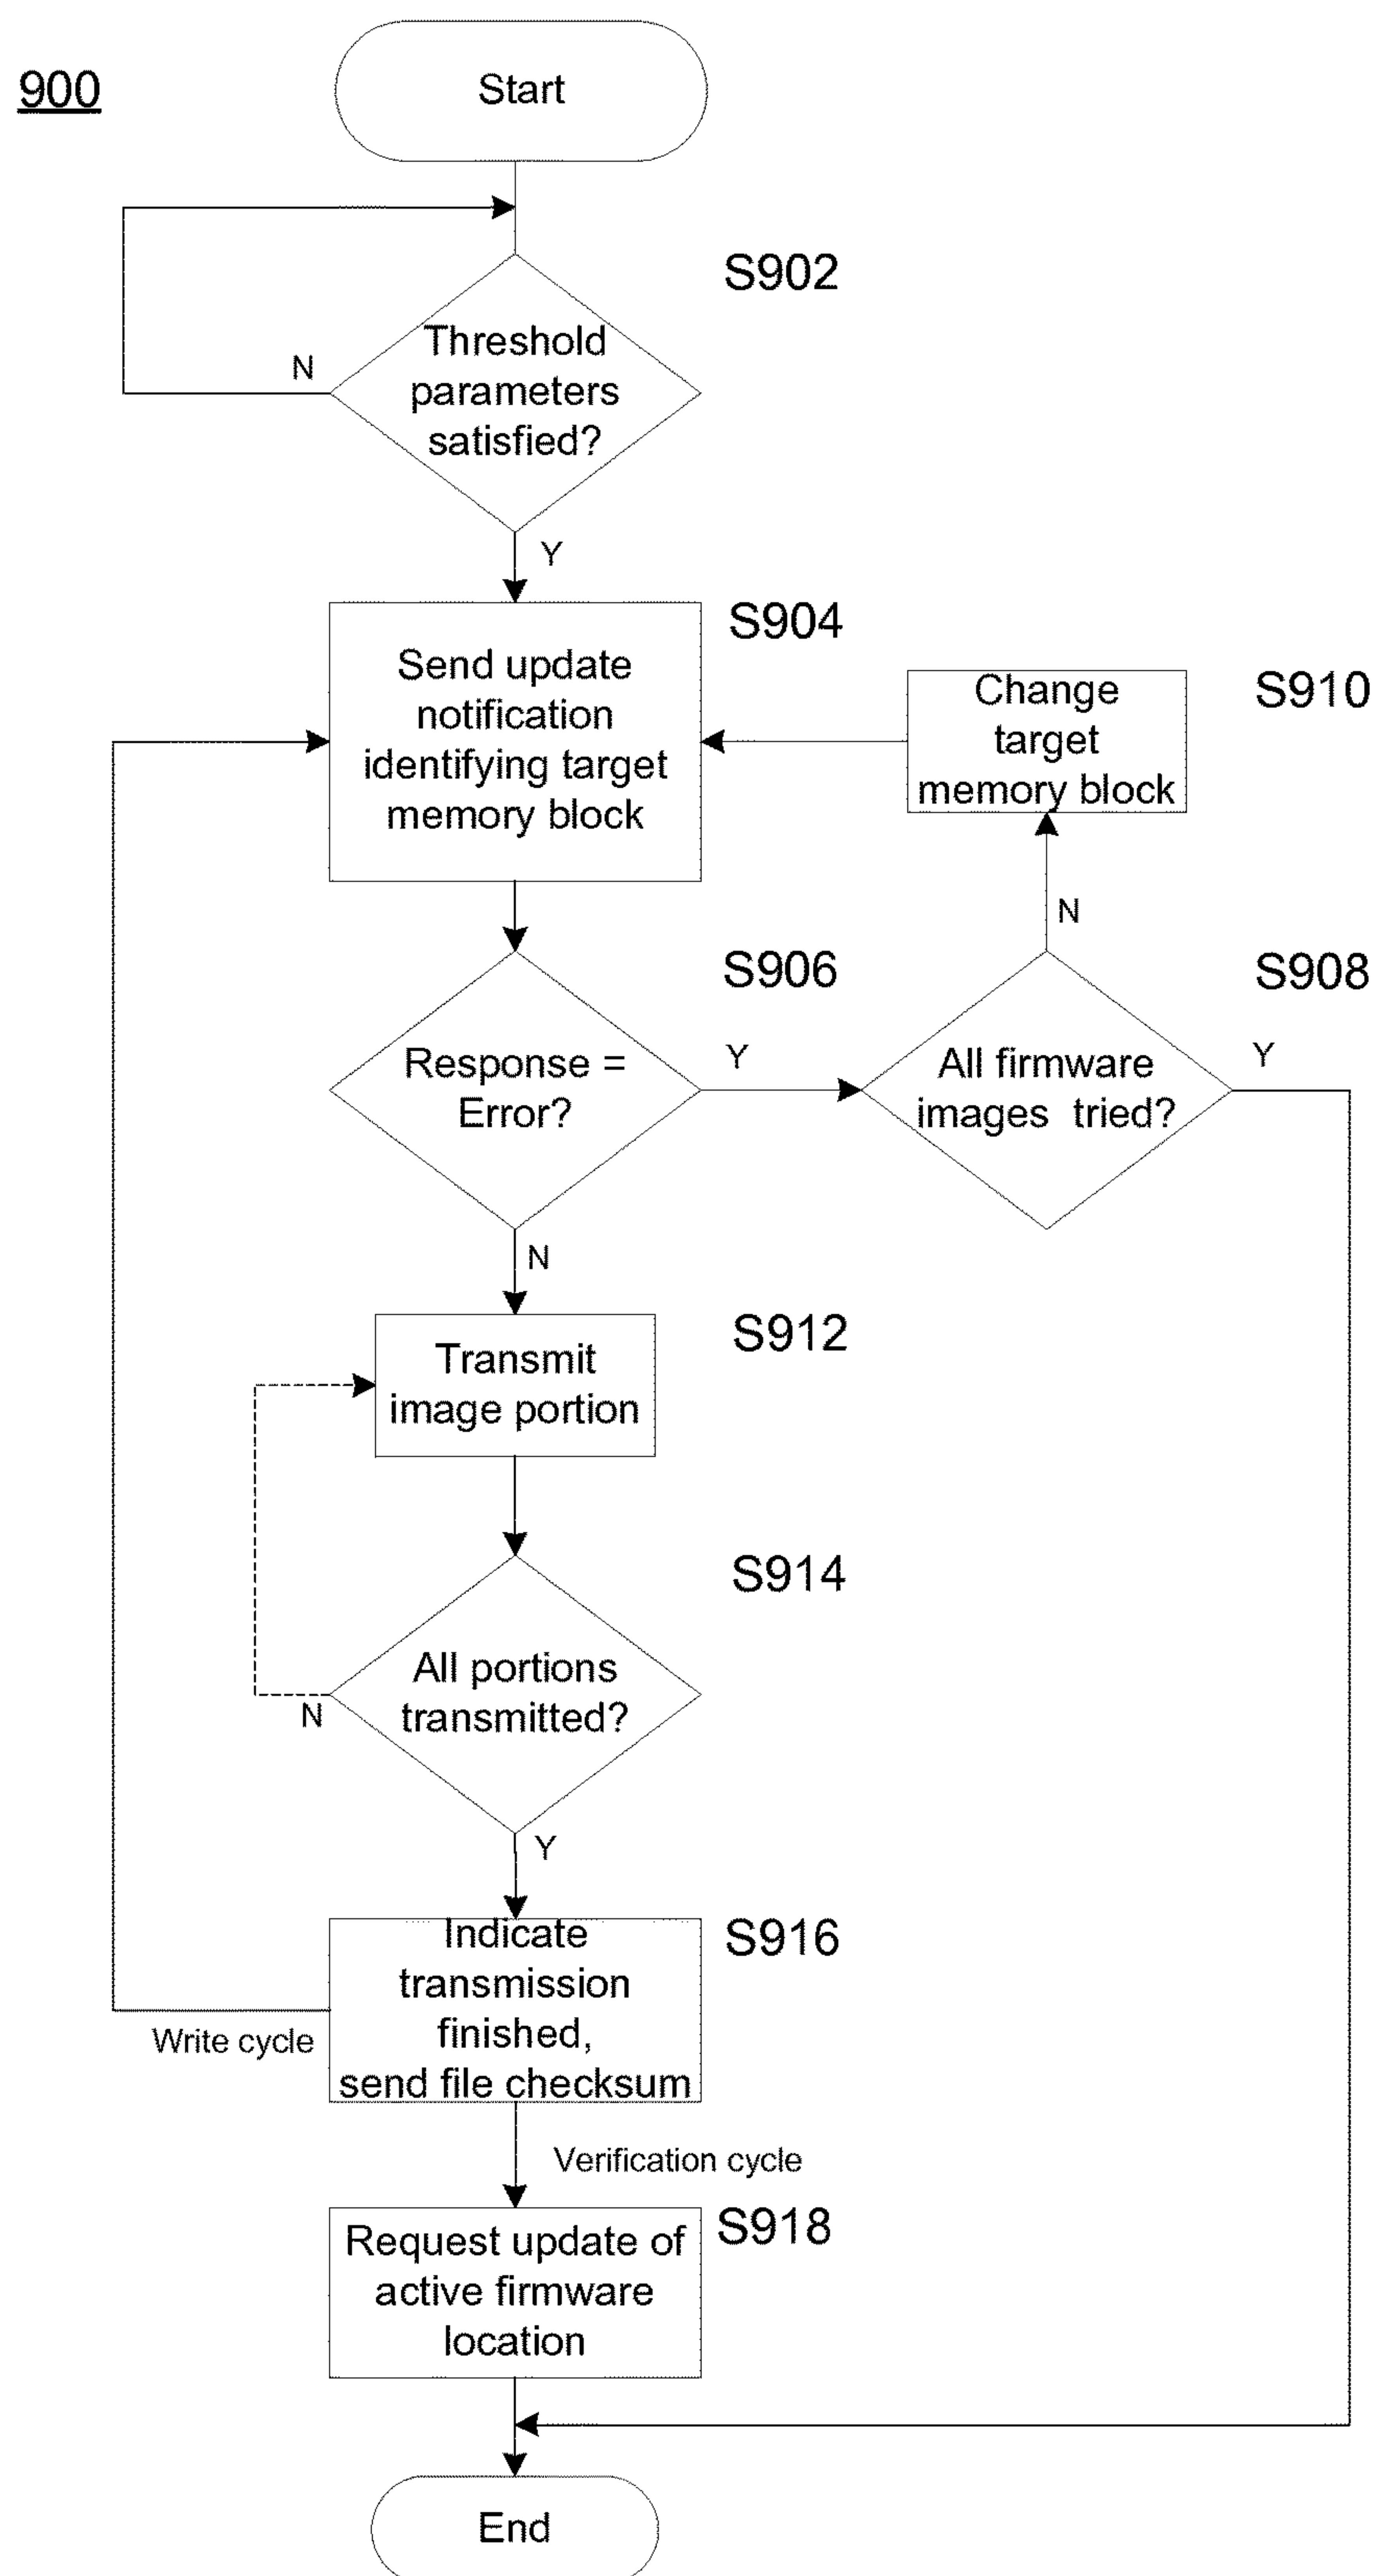 900
Start
S902
Threshold
parameters
satisfied?
N
Y
S904
Send update
notification
identifying target
memory block
Change
target
memory block
S910
N
S906
S908
Response =
Error?
Y
All firmware
images tried?
Y
N
S912
Transmit
image portion
S914
All portions
transmitted?
N
Y
S916
Indicate
transmission
finished,
send file checksum
Write cycle
Verification cycle
S918
Request update of
active firmware
location
End